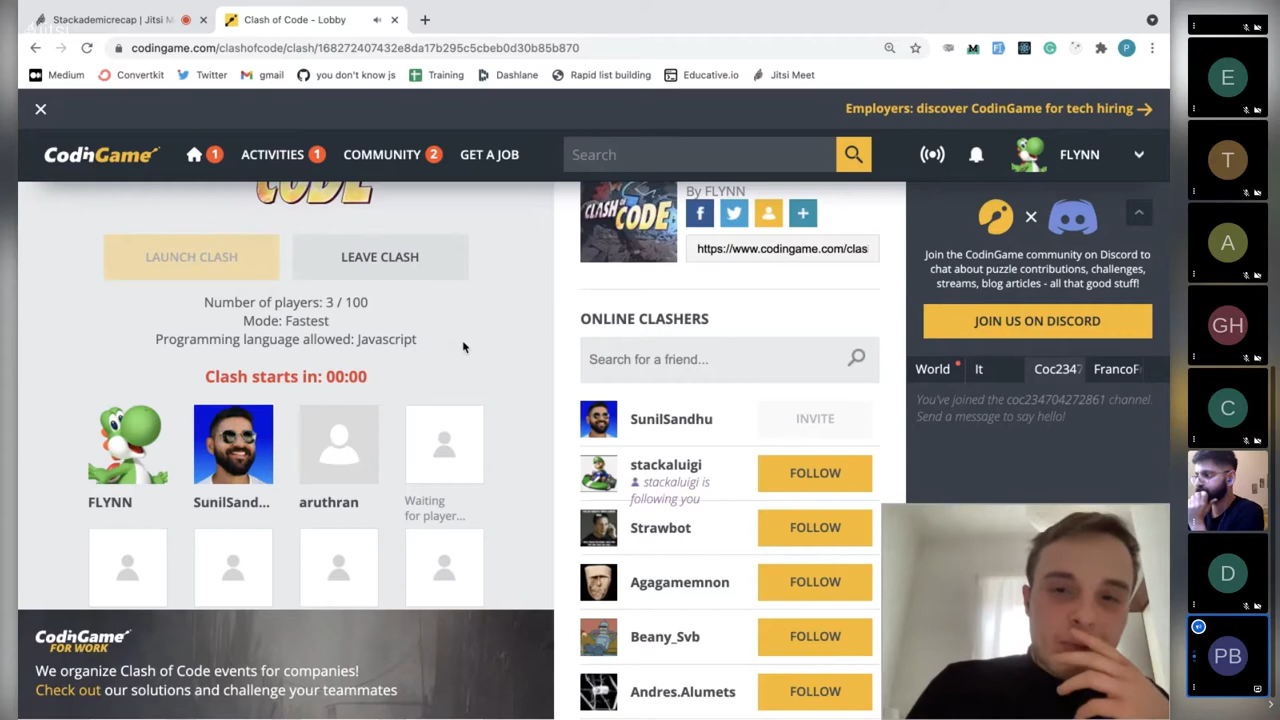 Stackademicrecap | Jitsi M
Clash of Code - Lobby
codingame.com/clashofcode/clash/168272407432e8da17b295c5cbeb0d30b85b870
P
Medium
Convertkit
Twitter
gmail
you don't know js
Training
Dashlane
Rapid list building
Educative.io
Jitsi Meet
Employers: discover CodinGame for tech hiring
CODINGAME
1
ACTIVITIES 1
COMMUNITY 2
GET A JOB
Search
FLYNN
CODE
LAUNCH CLASH
LEAVE CLASH
Number of players: 3 / 100
Mode: Fastest
Programming language allowed: Javascript
Clash starts in: 00:00
FLYNN
SunilSand...
aruthran
Waiting
for player...
CODINGAME
FOR WORK
We organize Clash of Code events for companies!
Check out our solutions and challenge your teammates
CLASH OF CODE
By FLYNN
https://www.codingame.com/clas
ONLINE CLASHERS
Search for a friend...
SunilSandhu
INVITE
stackaluigi
stackaluigi is
following you
FOLLOW
Strawbot
FOLLOW
Agagamemnon
FOLLOW
Beany_Svb
FOLLOW
Andres.Alumets
FOLLOW
Join the CodinGame community on Discord to
chat about puzzle contributions, challenges,
streams, blog articles - all that good stuff!
JOIN US ON DISCORD
World
It
Coc2347
FrancoF
You've joined the coc234704272861 channel.
Send a message to say hello!
E
T
A
GH
C
D
PB